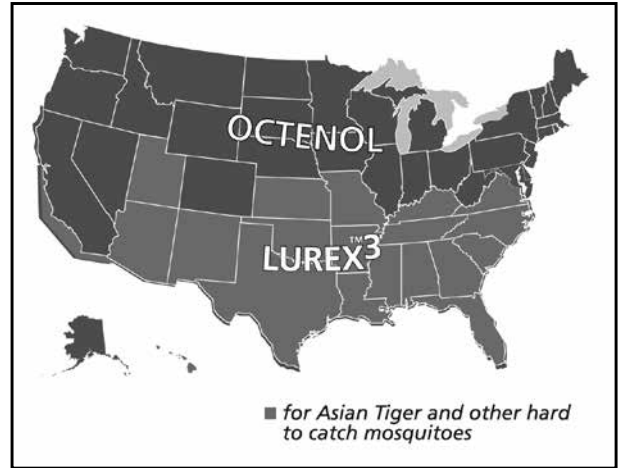 OCTENOL
LUREX™3
for Asian Tiger and other hard
to catch mosquitoes